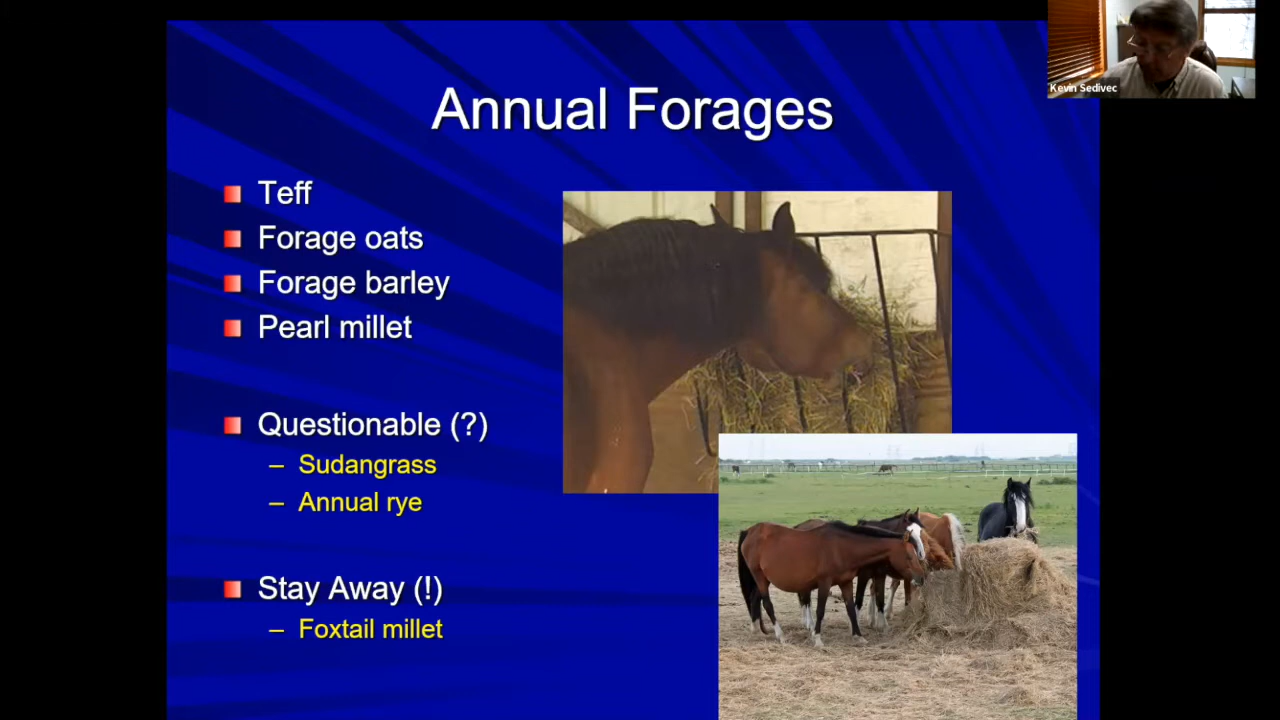 Kevin Sedivec
Annual Forages
Teff
Forage oats
Forage barley
Pearl millet
Questionable (?)
– Sudangrass
– Annual rye
Stay Away (!)
– Foxtail millet